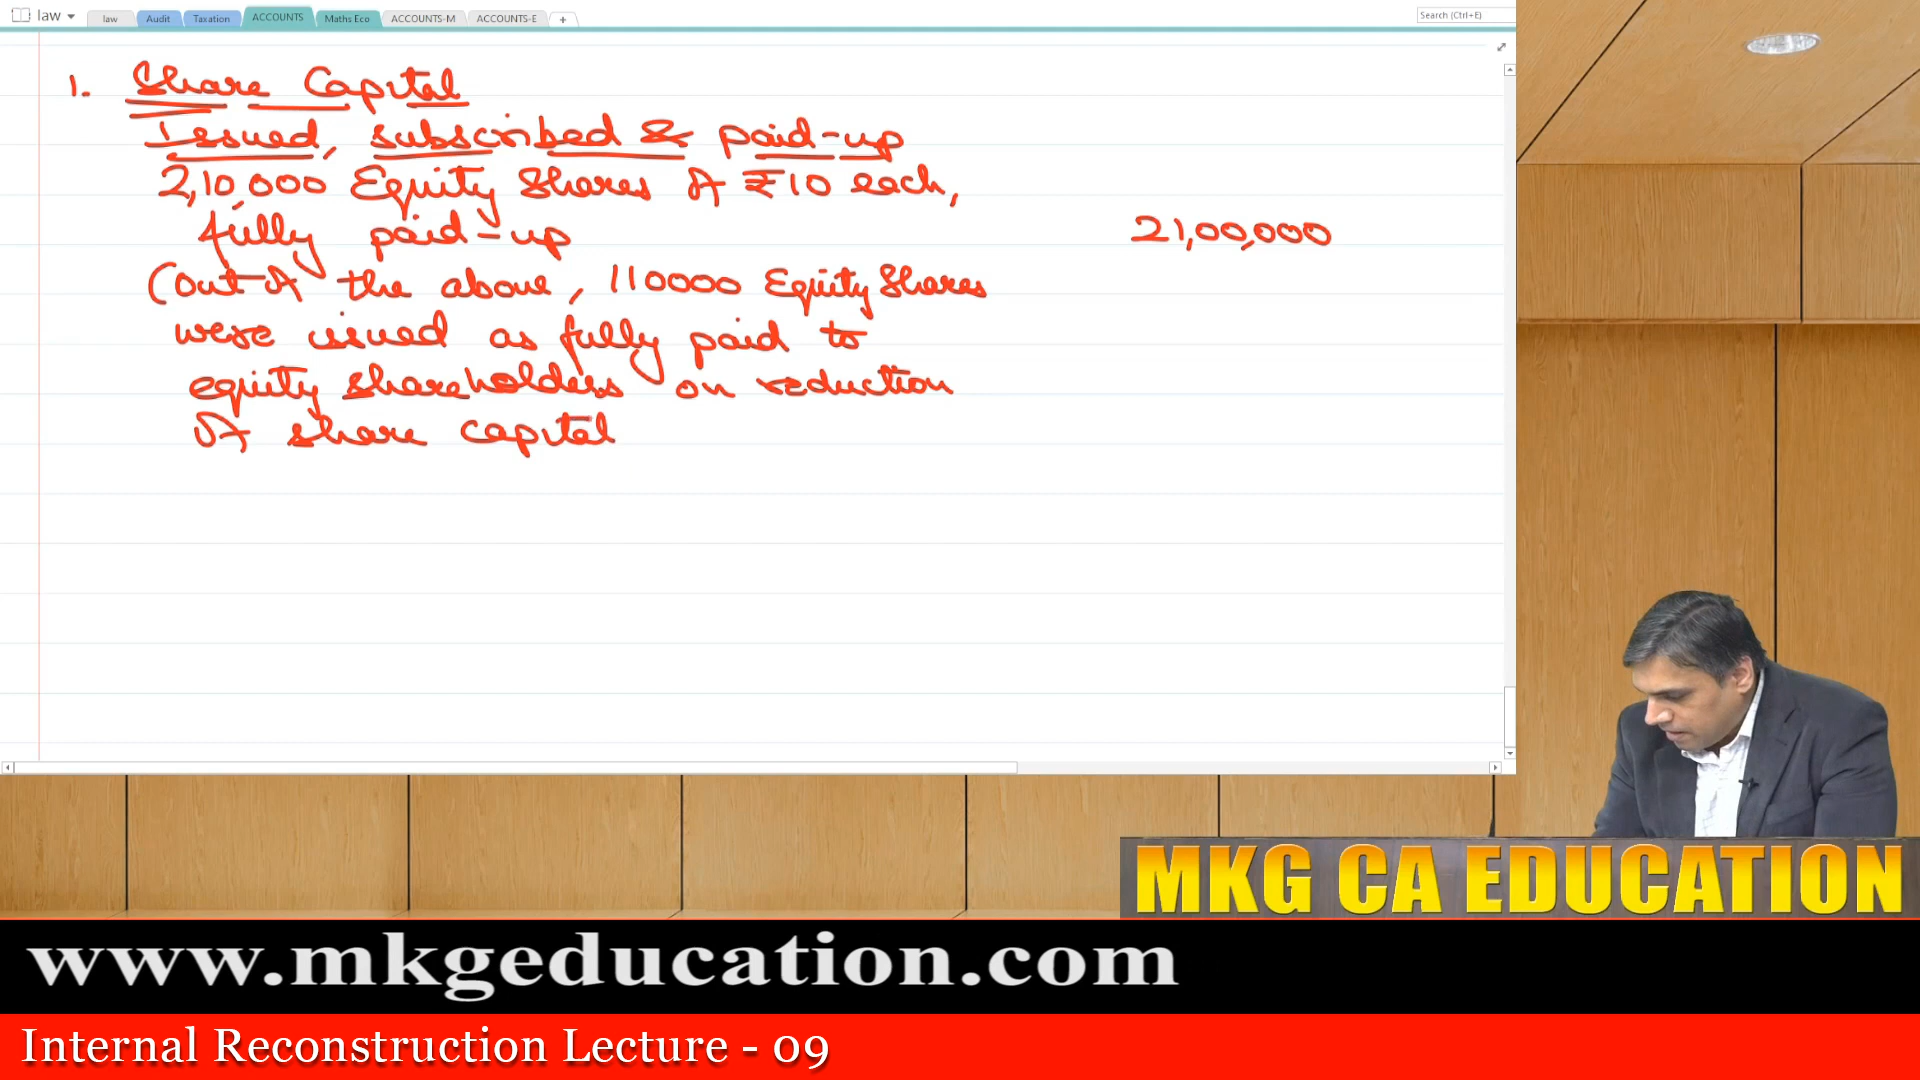 law
law
Audit
Taxation
ACCOUNTS
Maths Eco
ACCOUNTS-M
ACCOUNTS-E
+
Search (Ctrl+E)
1. Share Capital
Issued, subscribed & paid-up
2,10,000 Equity Shares of ₹10 each,
fully paid-up 21,00,000
(Out of the above, 110000 Equity Shares
were issued as fully paid to
equity shareholders on reduction
of share capital
MKG CA EDUCATION
www.mkgeducation.com
Internal Reconstruction Lecture - 09